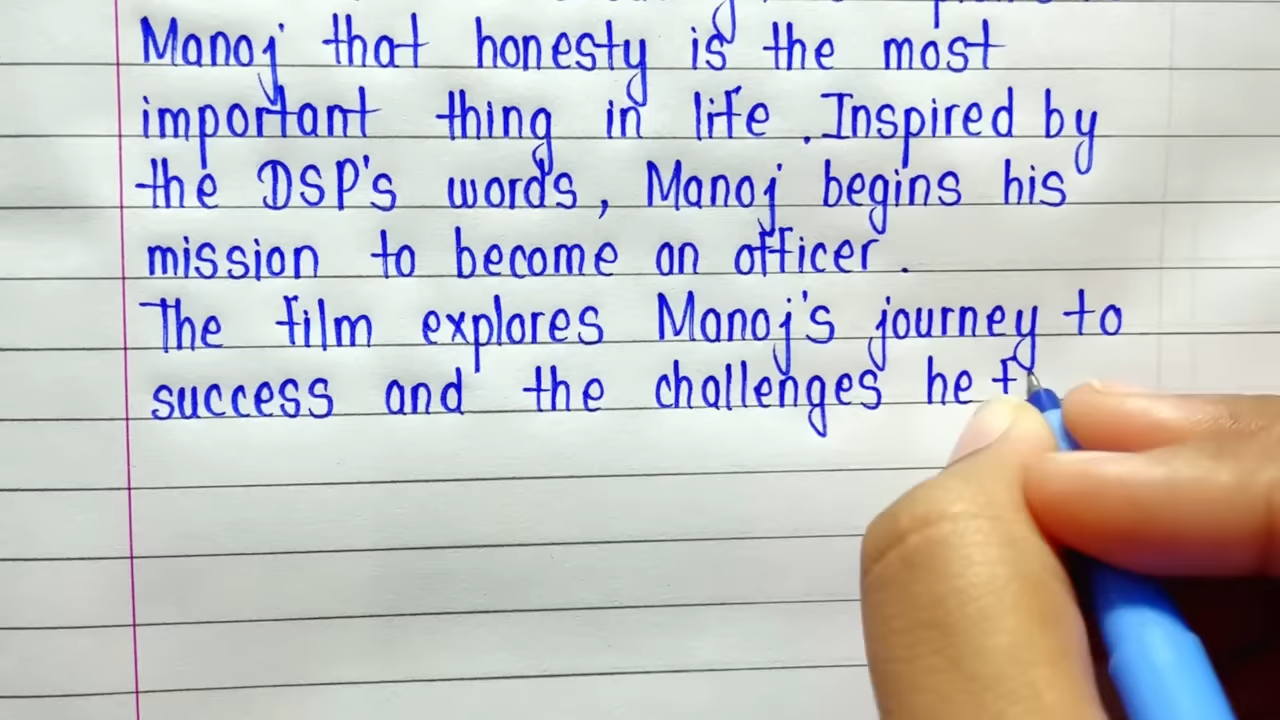 Manoj that honesty is the most
important thing in life . Inspired by
the DSP's words, Manoj begins his
mission to become an officer.
The film explores Manoj's journey to
success and the challenges he f